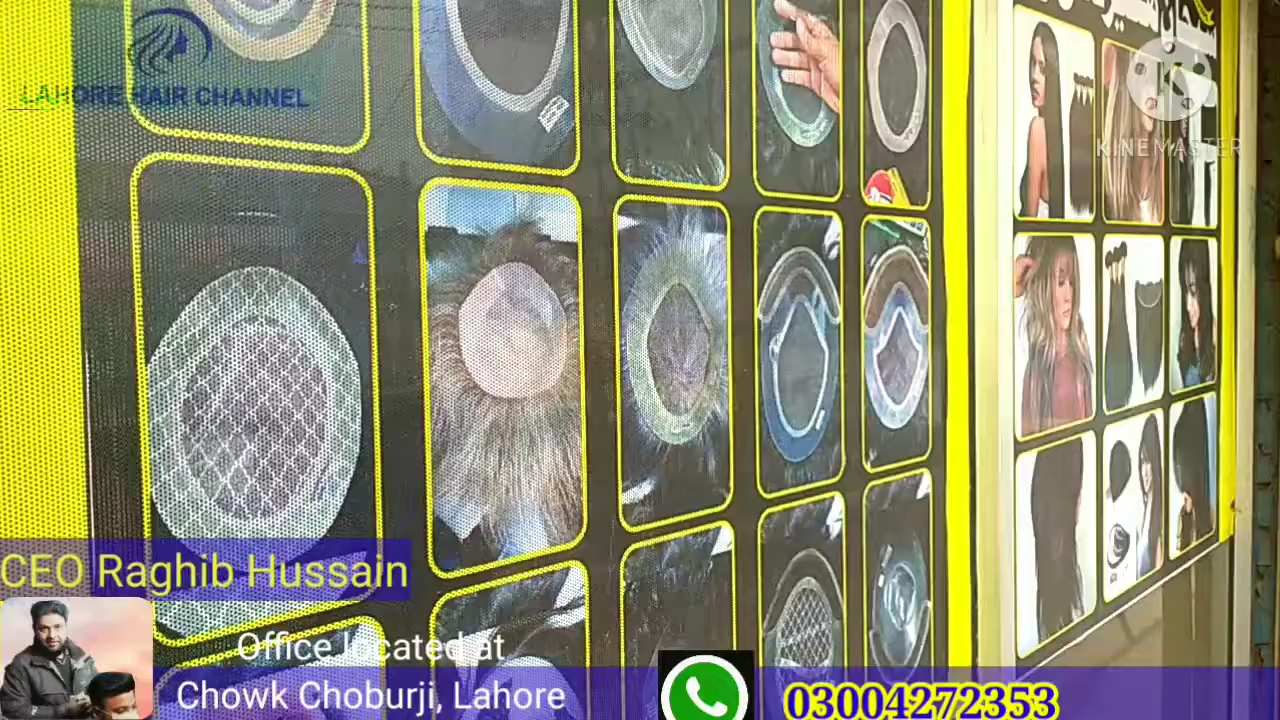 LAHORE HAIR CHANNEL
K
KINEMASTER
CEO Raghib Hussain
Office located at
Chowk Choburji, Lahore
03004272353